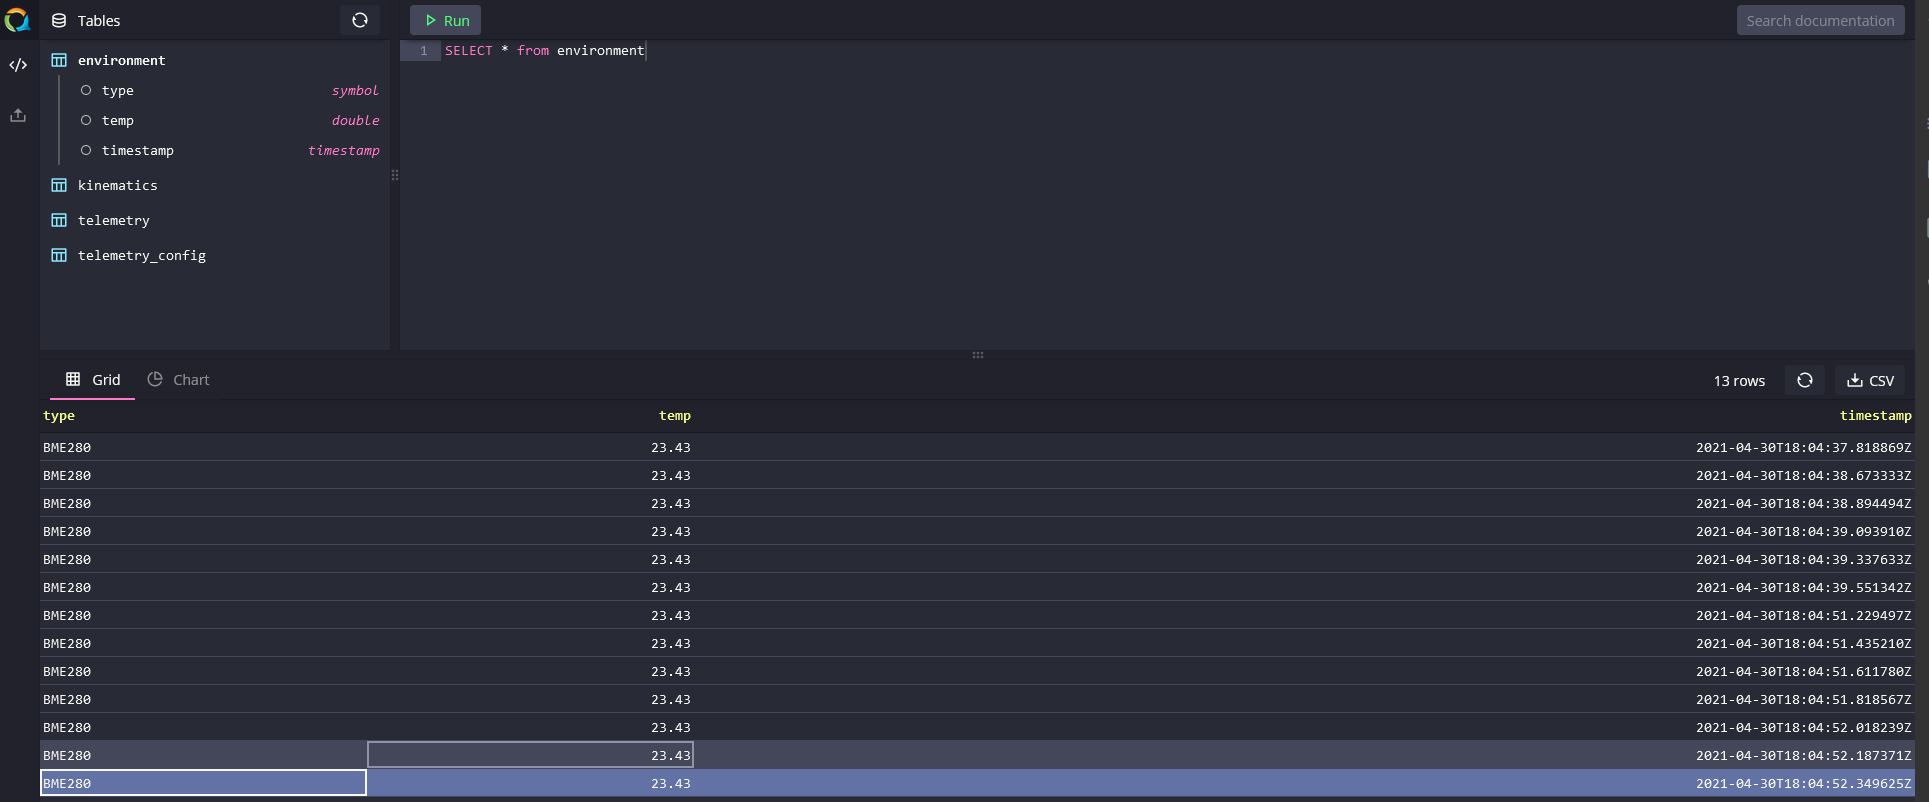 Tables
Run
Search documentation
environment
type symbol
temp double
timestamp timestamp
kinematics
telemetry
telemetry_config
1 SELECT * from environment
Grid Chart 13 rows CSV
type temp timestamp
BME280 23.43 2021-04-30T18:04:37.818869Z
BME280 23.43 2021-04-30T18:04:38.673333Z
BME280 23.43 2021-04-30T18:04:38.894494Z
BME280 23.43 2021-04-30T18:04:39.093910Z
BME280 23.43 2021-04-30T18:04:39.337633Z
BME280 23.43 2021-04-30T18:04:39.551342Z
BME280 23.43 2021-04-30T18:04:51.229497Z
BME280 23.43 2021-04-30T18:04:51.435210Z
BME280 23.43 2021-04-30T18:04:51.611780Z
BME280 23.43 2021-04-30T18:04:51.818567Z
BME280 23.43 2021-04-30T18:04:52.018239Z
BME280 23.43 2021-04-30T18:04:52.187371Z
BME280 23.43 2021-04-30T18:04:52.349625Z